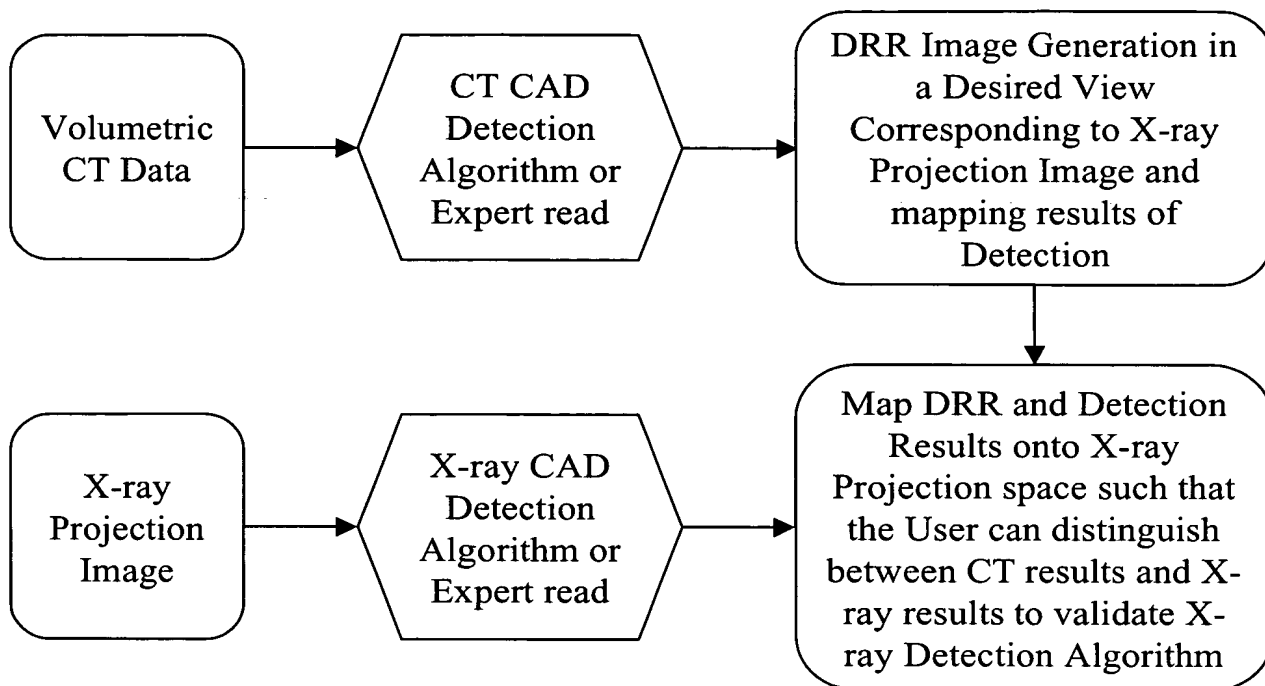 Volumetric
CT Data
CT CAD
Detection
Algorithm or
Expert read
DRR Image Generation in
a Desired View
Corresponding to X-ray
Projection Image and
mapping results of
Detection
X-ray
Projection
Image
X-ray CAD
Detection
Algorithm or
Expert read
Map DRR and Detection
Results onto X-ray
Projection space such that
the User can distinguish
between CT results and X-
ray results to validate X-
ray Detection Algorithm